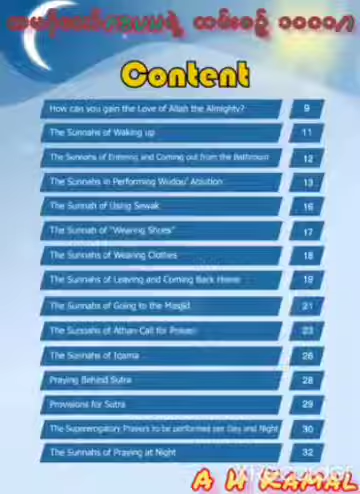 Content
How can you gain the Love of Allah the Almighty? 9
The Sunnahs of Waking up 11
The Sunnahs of Entering and Coming out from the Bathroom 12
The Sunnahs in Performing Wudou' Ablution 13
The Sunnah of Using Sewak 16
The Sunnah of "Wearing Shoes" 17
The Sunnahs of Wearing Clothes 18
The Sunnahs of Leaving and Coming Back Home 19
The Sunnahs of Going to the Masjid 21
The Sunnahs of Athan-Call for Prayer 23
The Sunnahs of Iqama 26
Praying Behind Sutra 28
Provisions for Sutra 29
The Supererogatory Prayers to be performed per Day and Night 30
The Sunnahs of Praying at Night 32
A H KAMAL